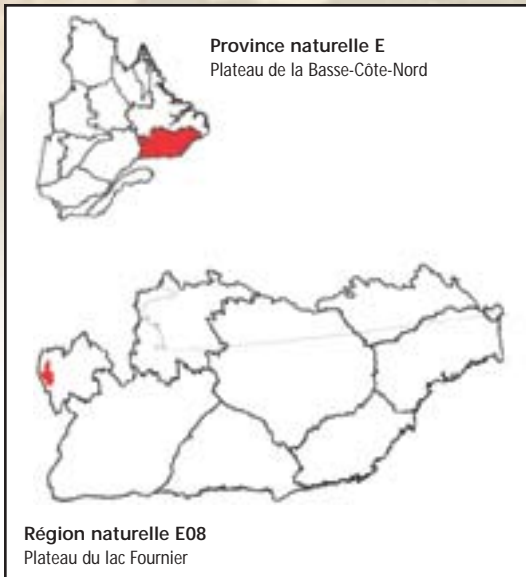 Province naturelle E
Plateau de la Basse-Côte-Nord
Région naturelle E08
Plateau du lac Fournier